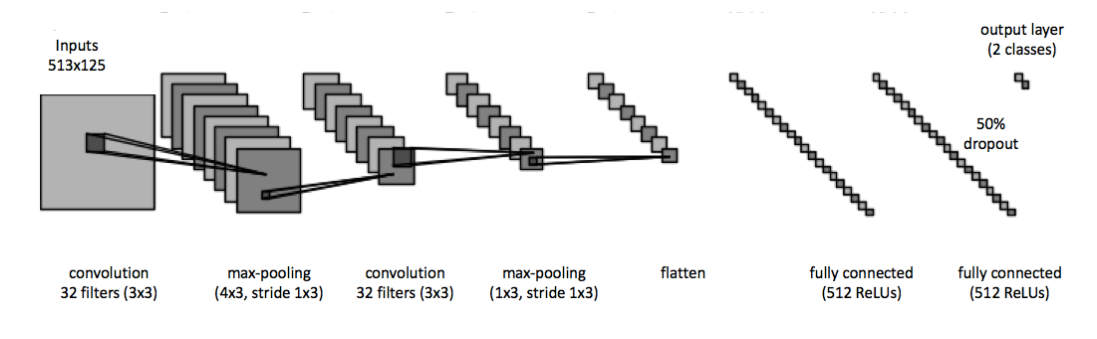 Inputs
513x125
output layer
(2 classes)
50%
dropout
convolution
32 filters (3x3)
max-pooling
(4x3, stride 1x3)
convolution
32 filters (3x3)
max-pooling
(1x3, stride 1x3)
flatten
fully connected
(512 ReLUs)
fully connected
(512 ReLUs)